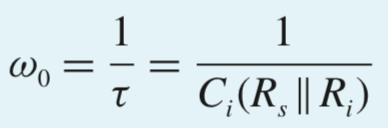 ω₀ = 1/τ = 1/(Cᵢ(Rₛ ∥ Rᵢ))